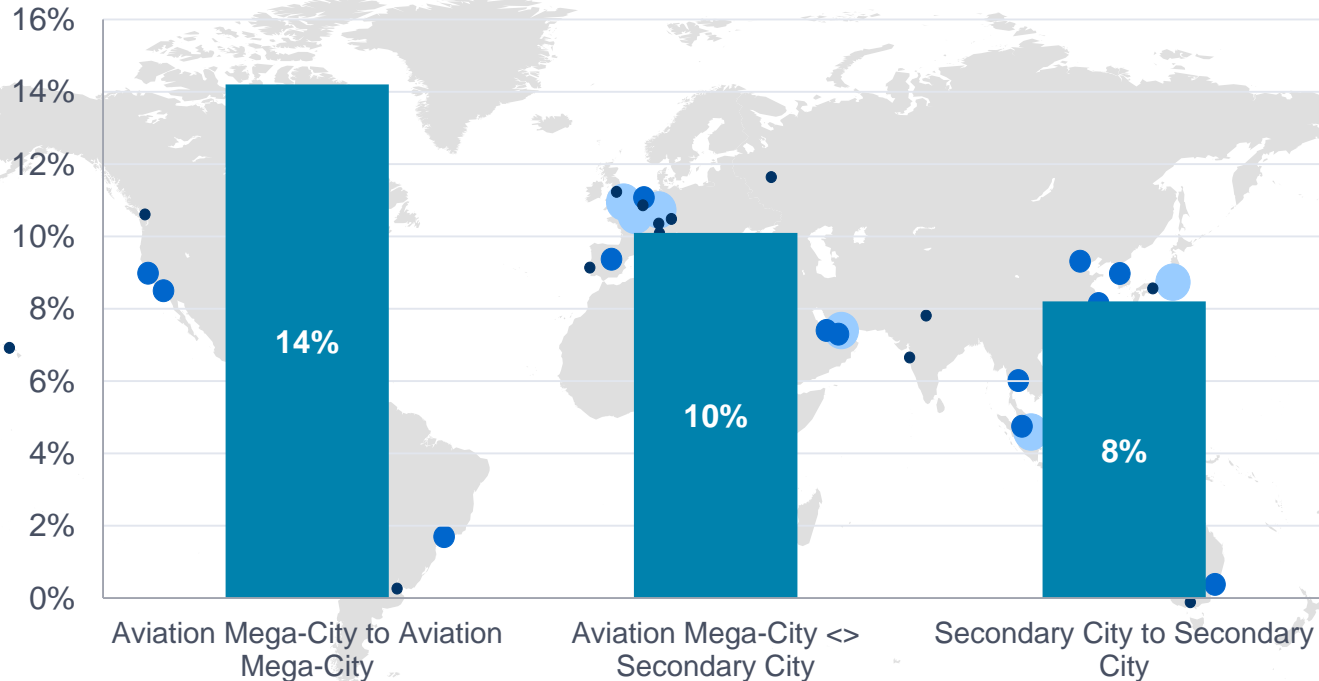 16%
14%
12%
10%
8%
6%
4%
2%
0%
14%
10%
8%
Aviation Mega-City to Aviation
Mega-City
Aviation Mega-City <>
Secondary City
Secondary City to Secondary
City